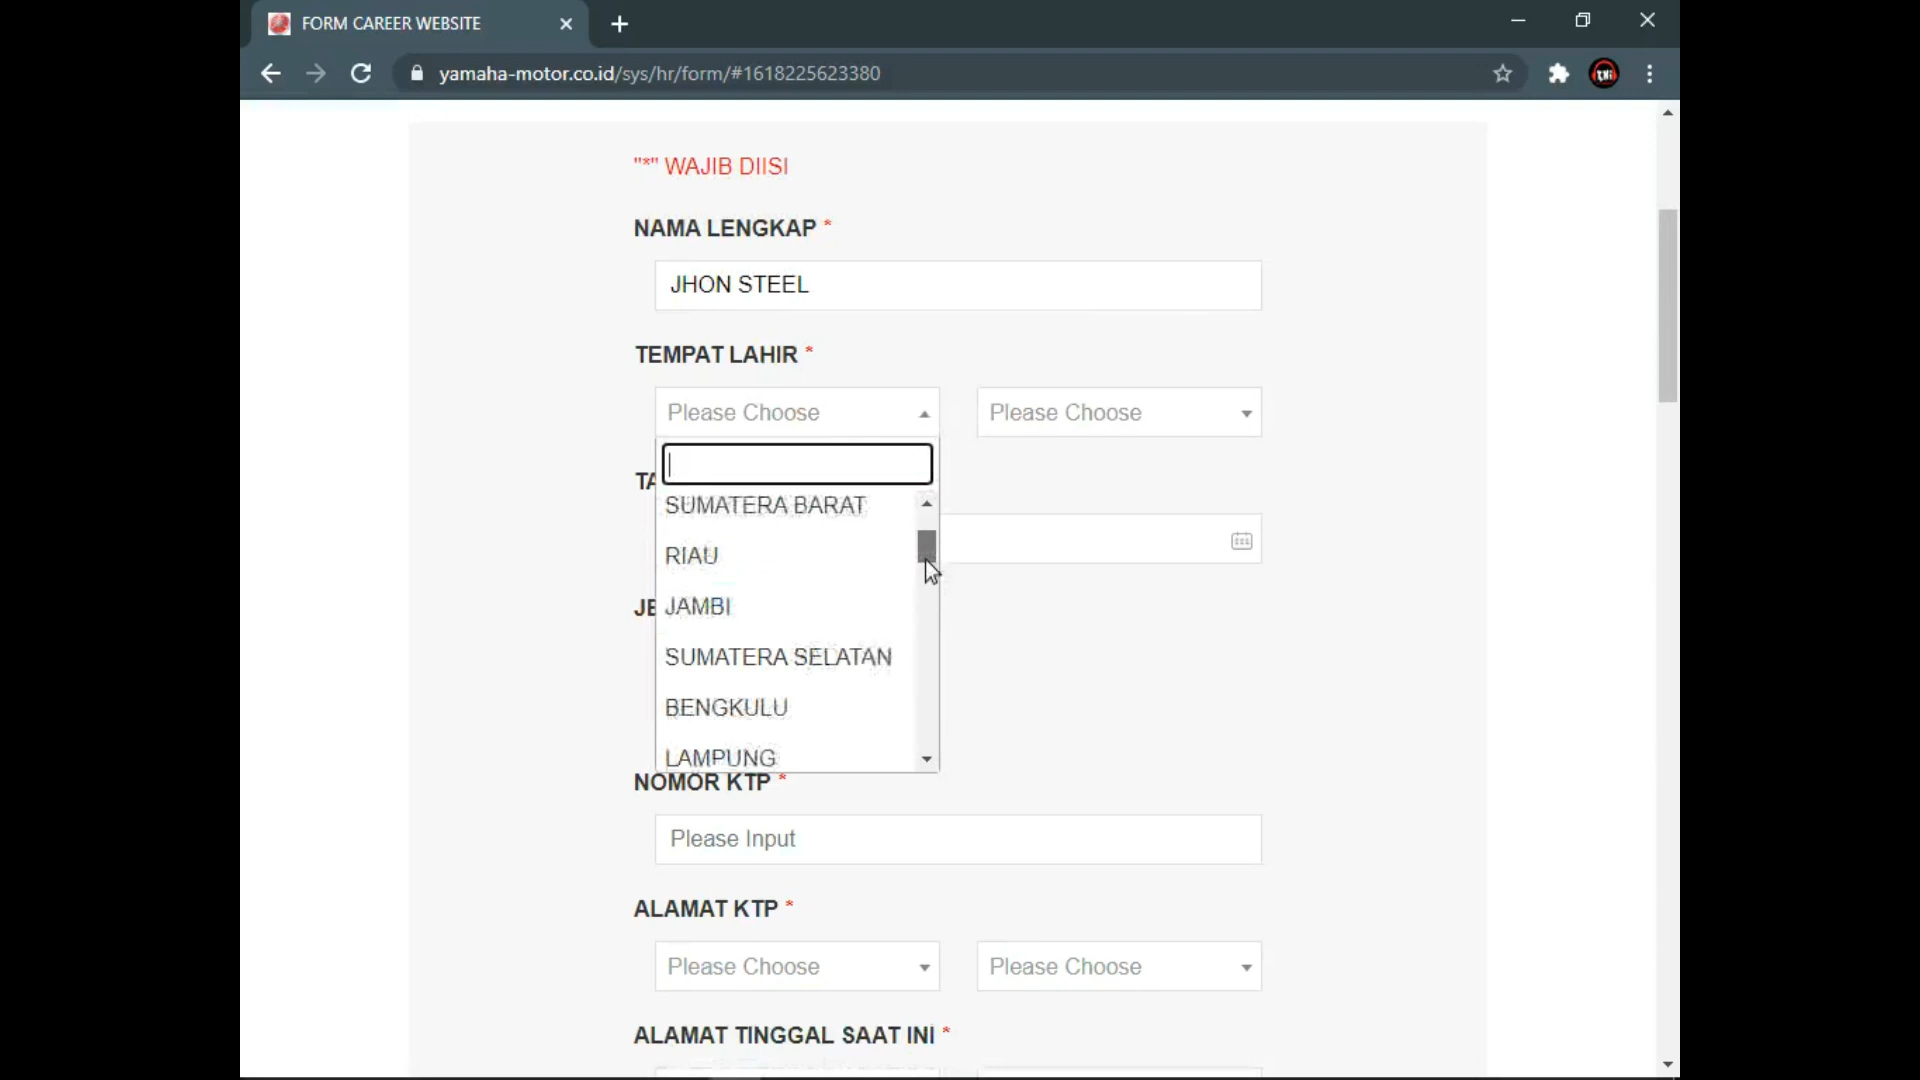 FORM CAREER WEBSITE
yamaha-motor.co.id/sys/hr/form/#1618225623380
"*" WAJIB DIISI
NAMA LENGKAP *
JHON STEEL
TEMPAT LAHIR *
Please Choose
Please Choose
TA
SUMATERA BARAT
RIAU
JE
JAMBI
SUMATERA SELATAN
BENGKULU
LAMPUNG
NOMOR KTP *
Please Input
ALAMAT KTP *
Please Choose
Please Choose
ALAMAT TINGGAL SAAT INI *